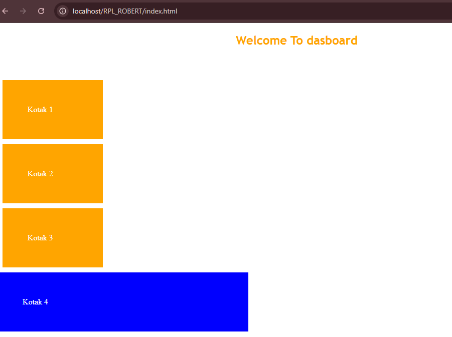 localhost/RPL_ROBERT/index.html
Welcome To dasboard
Kotak 1
Kotak 2
Kotak 3
Kotak 4